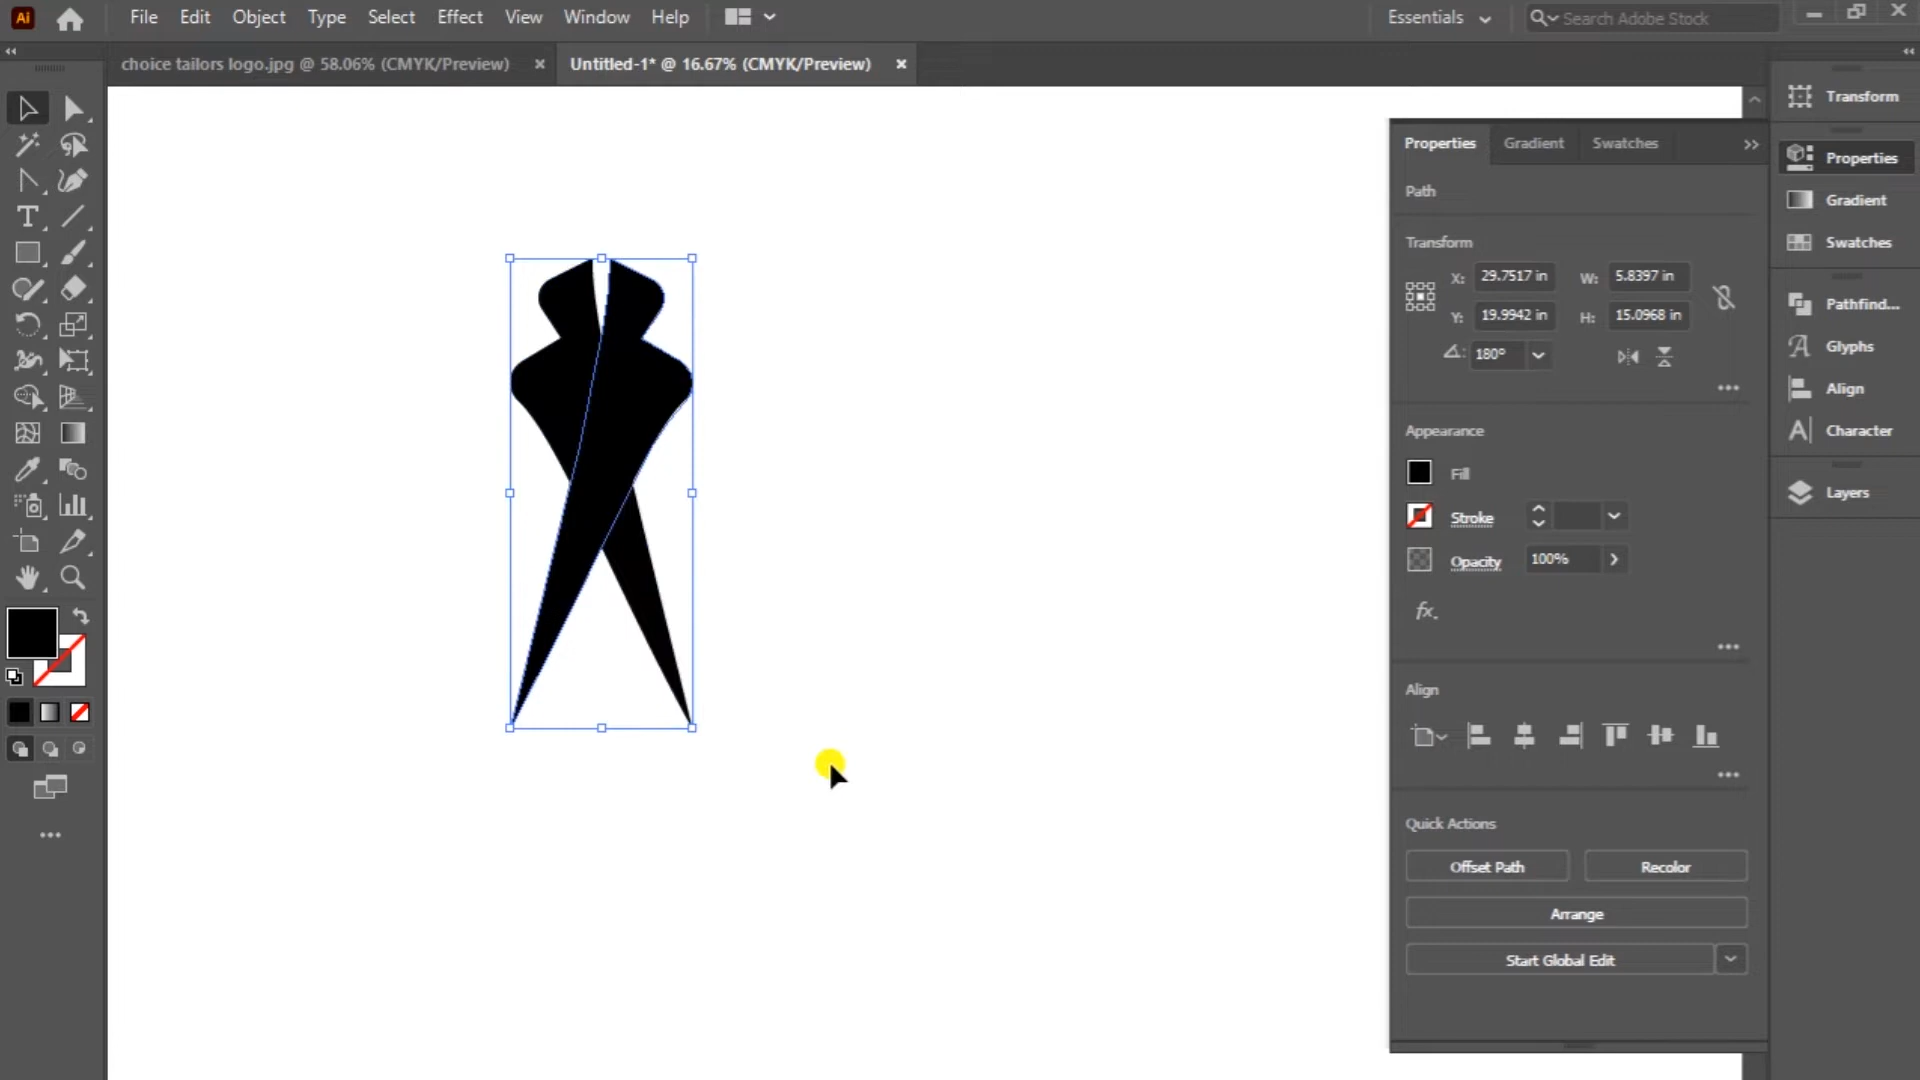 Ai File Edit Object Type Select Effect View Window Help Essentials Search Adobe Stock
choice tailors logo.jpg @ 58.06% (CMYK/Preview) Untitled-1* @ 16.67% (CMYK/Preview)
Properties Gradient Swatches
Path
Transform
X: 29.7517 in W: 5.8397 in
Y: 19.9942 in H: 15.0968 in
180°
Appearance
Fill
Stroke
Opacity 100%
fx.
Align
Quick Actions
Offset Path Recolor
Arrange
Start Global Edit
Transform
Properties
Gradient
Swatches
Pathfind...
Glyphs
Align
Character
Layers